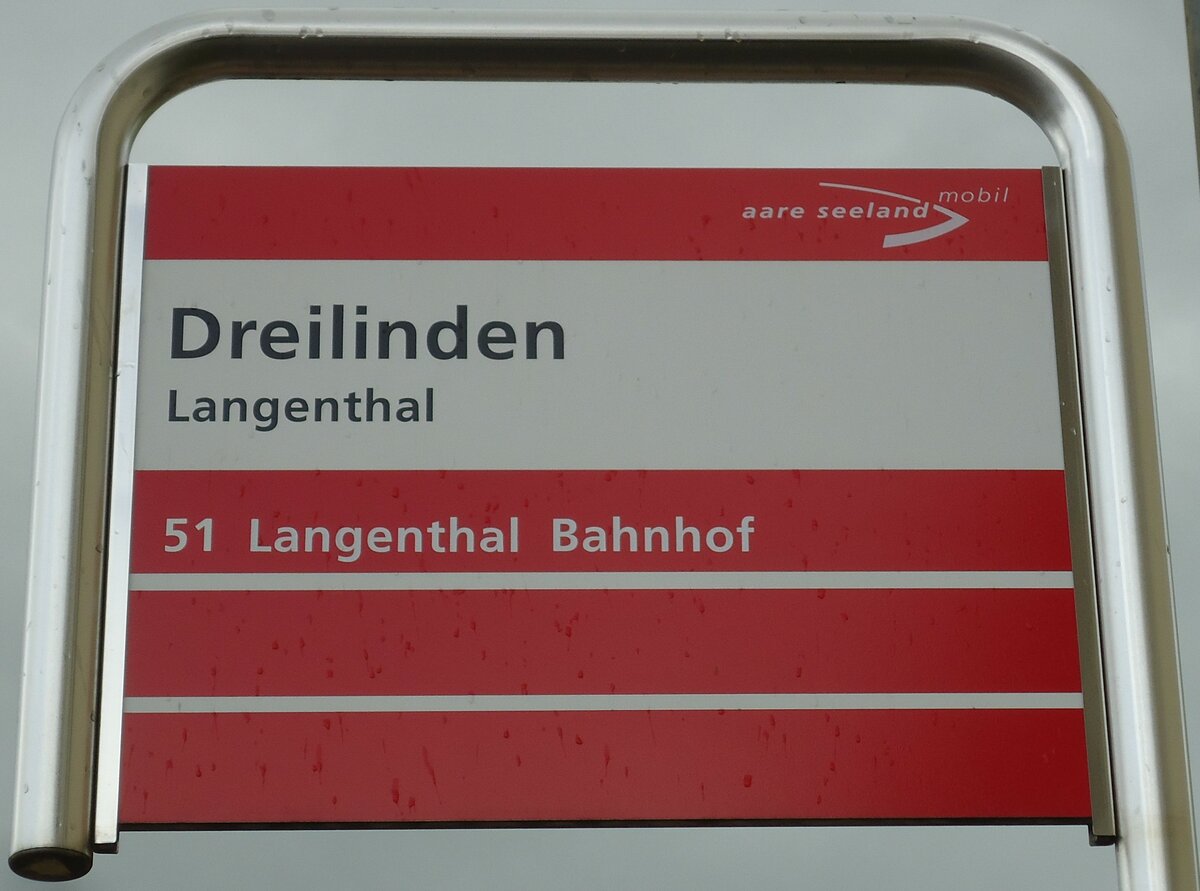 mobil
aare seeland
Dreilinden
Langenthal
51 Langenthal Bahnhof